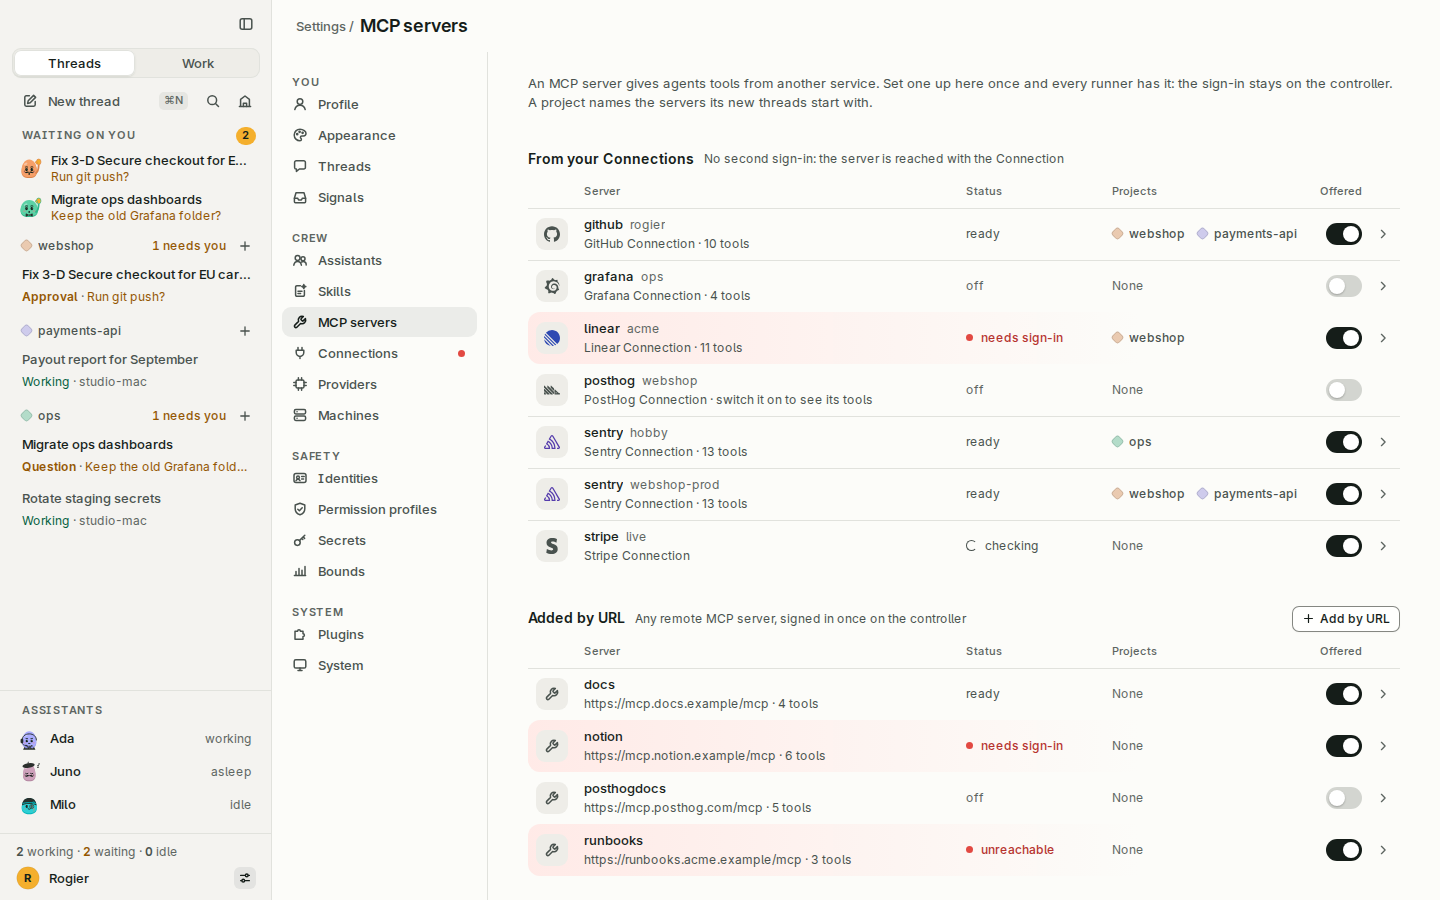 Threads
Work
New thread
⌘N
WAITING ON YOU
2
Fix 3-D Secure checkout for E...
Run git push?
Migrate ops dashboards
Keep the old Grafana folder?
webshop
1 needs you
Fix 3-D Secure checkout for EU car...
Approval · Run git push?
payments-api
Payout report for September
Working · studio-mac
ops
1 needs you
Migrate ops dashboards
Question · Keep the old Grafana fold...
Rotate staging secrets
Working · studio-mac
ASSISTANTS
Ada
working
Juno
asleep
Milo
idle
2 working · 2 waiting · 0 idle
R
Rogier
Settings / MCP servers
YOU
Profile
Appearance
Threads
Signals
CREW
Assistants
Skills
MCP servers
Connections
Providers
Machines
SAFETY
Identities
Permission profiles
Secrets
Bounds
SYSTEM
Plugins
System
An MCP server gives agents tools from another service. Set one up here once and every runner has it: the sign-in stays on the controller.
A project names the servers its new threads start with.
From your Connections
No second sign-in: the server is reached with the Connection
Server
Status
Projects
Offered
github rogier
GitHub Connection · 10 tools
ready
webshop
payments-api
grafana ops
Grafana Connection · 4 tools
off
None
linear acme
Linear Connection · 11 tools
needs sign-in
webshop
posthog webshop
PostHog Connection · switch it on to see its tools
off
None
sentry hobby
Sentry Connection · 13 tools
ready
ops
sentry webshop-prod
Sentry Connection · 13 tools
ready
webshop
payments-api
stripe live
Stripe Connection
checking
None
Added by URL
Any remote MCP server, signed in once on the controller
Add by URL
Server
Status
Projects
Offered
docs
https://mcp.docs.example/mcp · 4 tools
ready
None
notion
https://mcp.notion.example/mcp · 6 tools
needs sign-in
None
posthogdocs
https://mcp.posthog.com/mcp · 5 tools
off
None
runbooks
https://runbooks.acme.example/mcp · 3 tools
unreachable
None